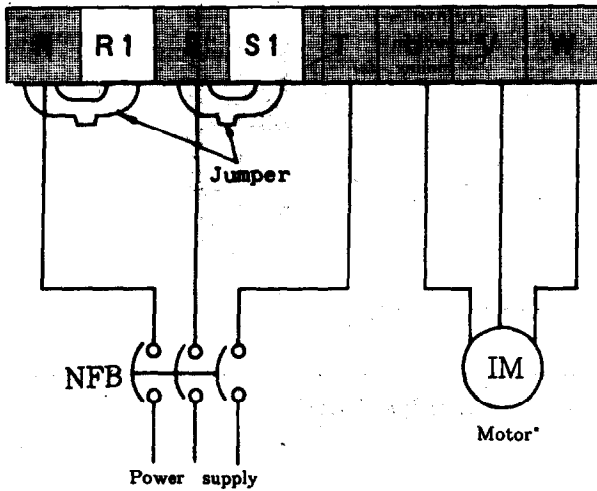 R R1 S S1 T U V W
Jumper
NFB
IM
Motor
Power supply